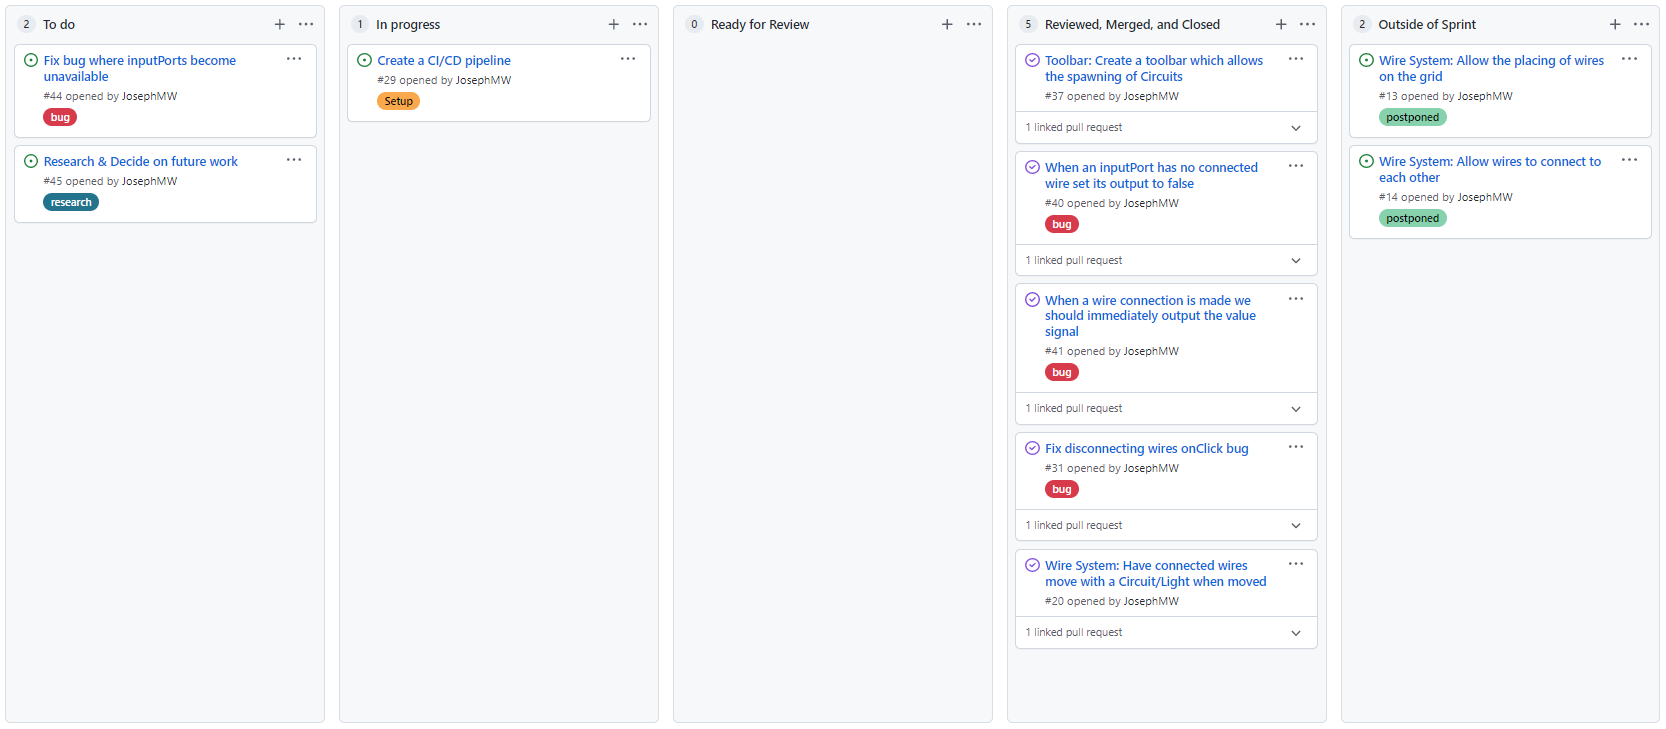 2 To do
Fix bug where inputPorts become
unavailable
#44 opened by JosephMW
bug
Research & Decide on future work
#45 opened by JosephMW
research
1 In progress
Create a CI/CD pipeline
#29 opened by JosephMW
Setup
0 Ready for Review
5 Reviewed, Merged, and Closed
Toolbar: Create a toolbar which allows
the spawning of Circuits
#37 opened by JosephMW
1 linked pull request
When an inputPort has no connected
wire set its output to false
#40 opened by JosephMW
bug
1 linked pull request
When a wire connection is made we
should immediately output the value
signal
#41 opened by JosephMW
bug
1 linked pull request
Fix disconnecting wires onClick bug
#31 opened by JosephMW
bug
1 linked pull request
Wire System: Have connected wires
move with a Circuit/Light when moved
#20 opened by JosephMW
1 linked pull request
2 Outside of Sprint
Wire System: Allow the placing of wires
on the grid
#13 opened by JosephMW
postponed
Wire System: Allow wires to connect to
each other
#14 opened by JosephMW
postponed